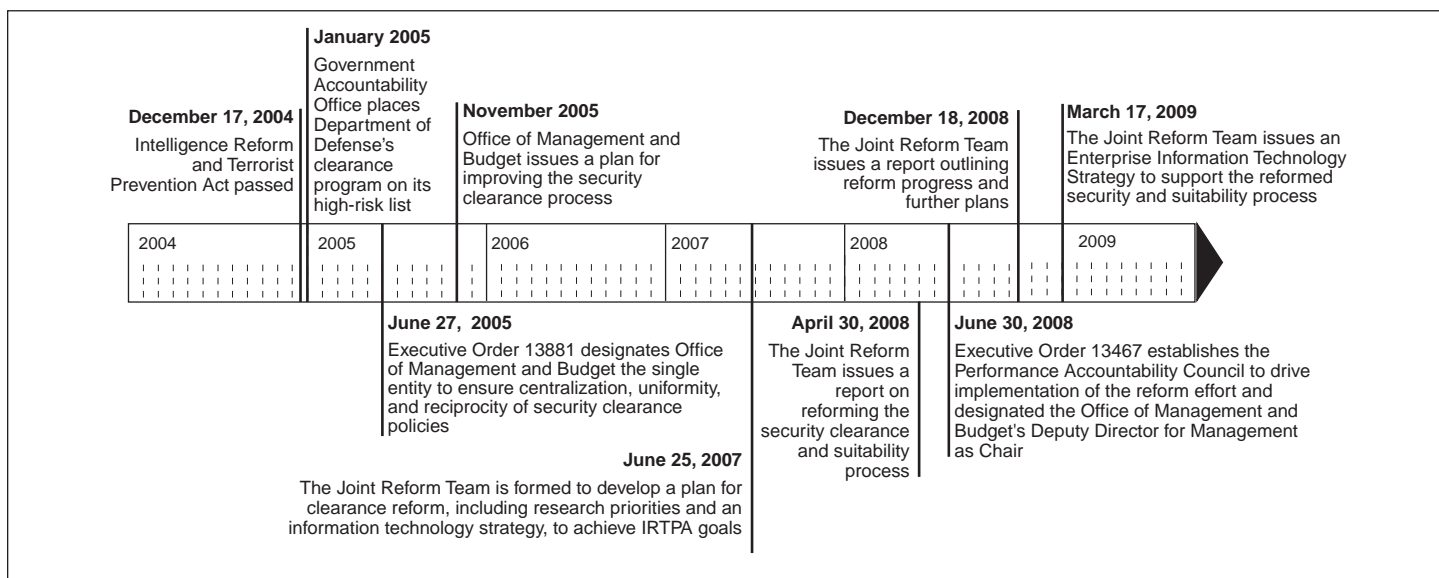 January 2005
Government
Accountability
Office places
Department of
Defense's
clearance
program on its
high-risk list
December 17, 2004
Intelligence Reform
and Terrorist
Prevention Act passed
November 2005
Office of Management and
Budget issues a plan for
improving the security
clearance process
December 18, 2008
The Joint Reform Team
issues a report outlining
reform progress and
further plans
March 17, 2009
The Joint Reform Team issues an
Enterprise Information Technology
Strategy to support the reformed
security and suitability process
2004
2005
2006
2007
2008
2009
June 27, 2005
Executive Order 13881 designates Office
of Management and Budget the single
entity to ensure centralization, uniformity,
and reciprocity of security clearance
policies
June 25, 2007
The Joint Reform Team is formed to develop a plan for
clearance reform, including research priorities and an
information technology strategy, to achieve IRTPA goals
April 30, 2008
The Joint Reform
Team issues a
report on
reforming the
security clearance
and suitability
process
June 30, 2008
Executive Order 13467 establishes the
Performance Accountability Council to drive
implementation of the reform effort and
designated the Office of Management and
Budget's Deputy Director for Management
as Chair